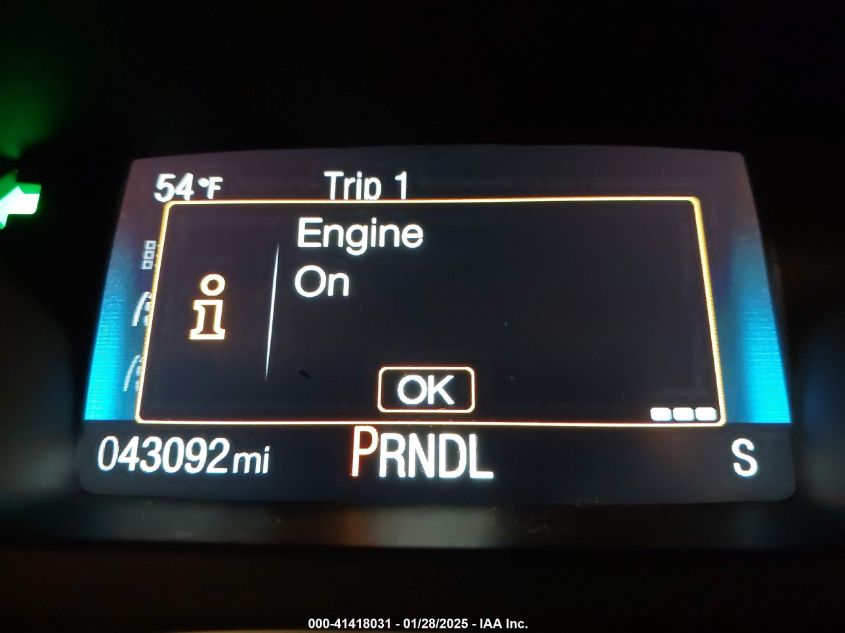 54°F Trip 1
Engine
On
OK
043092mi PRNDL S
000-41418031 - 01/28/2025 - IAA Inc.